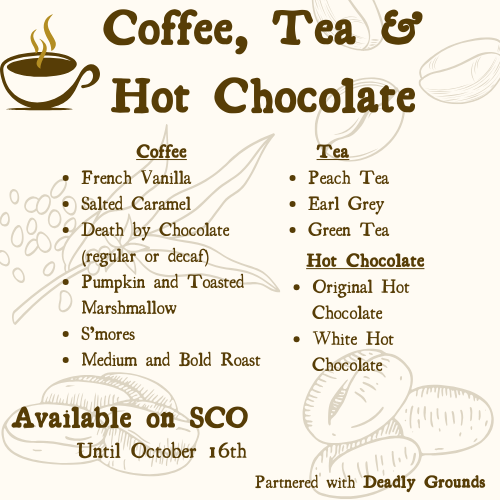 Coffee, Tea &
Hot Chocolate
Coffee
• French Vanilla
• Salted Caramel
• Death by Chocolate
(regular or decaf)
• Pumpkin and Toasted
Marshmallow
• S'mores
• Medium and Bold Roast
Tea
• Peach Tea
• Earl Grey
• Green Tea
Hot Chocolate
• Original Hot
Chocolate
• White Hot
Chocolate
Available on SCO
Until October 16th
Partnered with Deadly Grounds